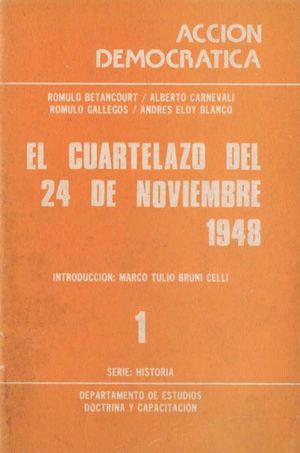 ACCION
DEMOCRATICA
ROMULO BETANCOURT / ALBERTO CARNEVALI
ROMULO GALLEGOS / ANDRES ELOY BLANCO
EL CUARTELAZO DEL
24 DE NOVIEMBRE
1948
INTRODUCCION: MARCO TULIO BRUNI CELLI
1
SERIE: HISTORIA
DEPARTAMENTO DE ESTUDIOS
DOCTRINA Y CAPACITACION